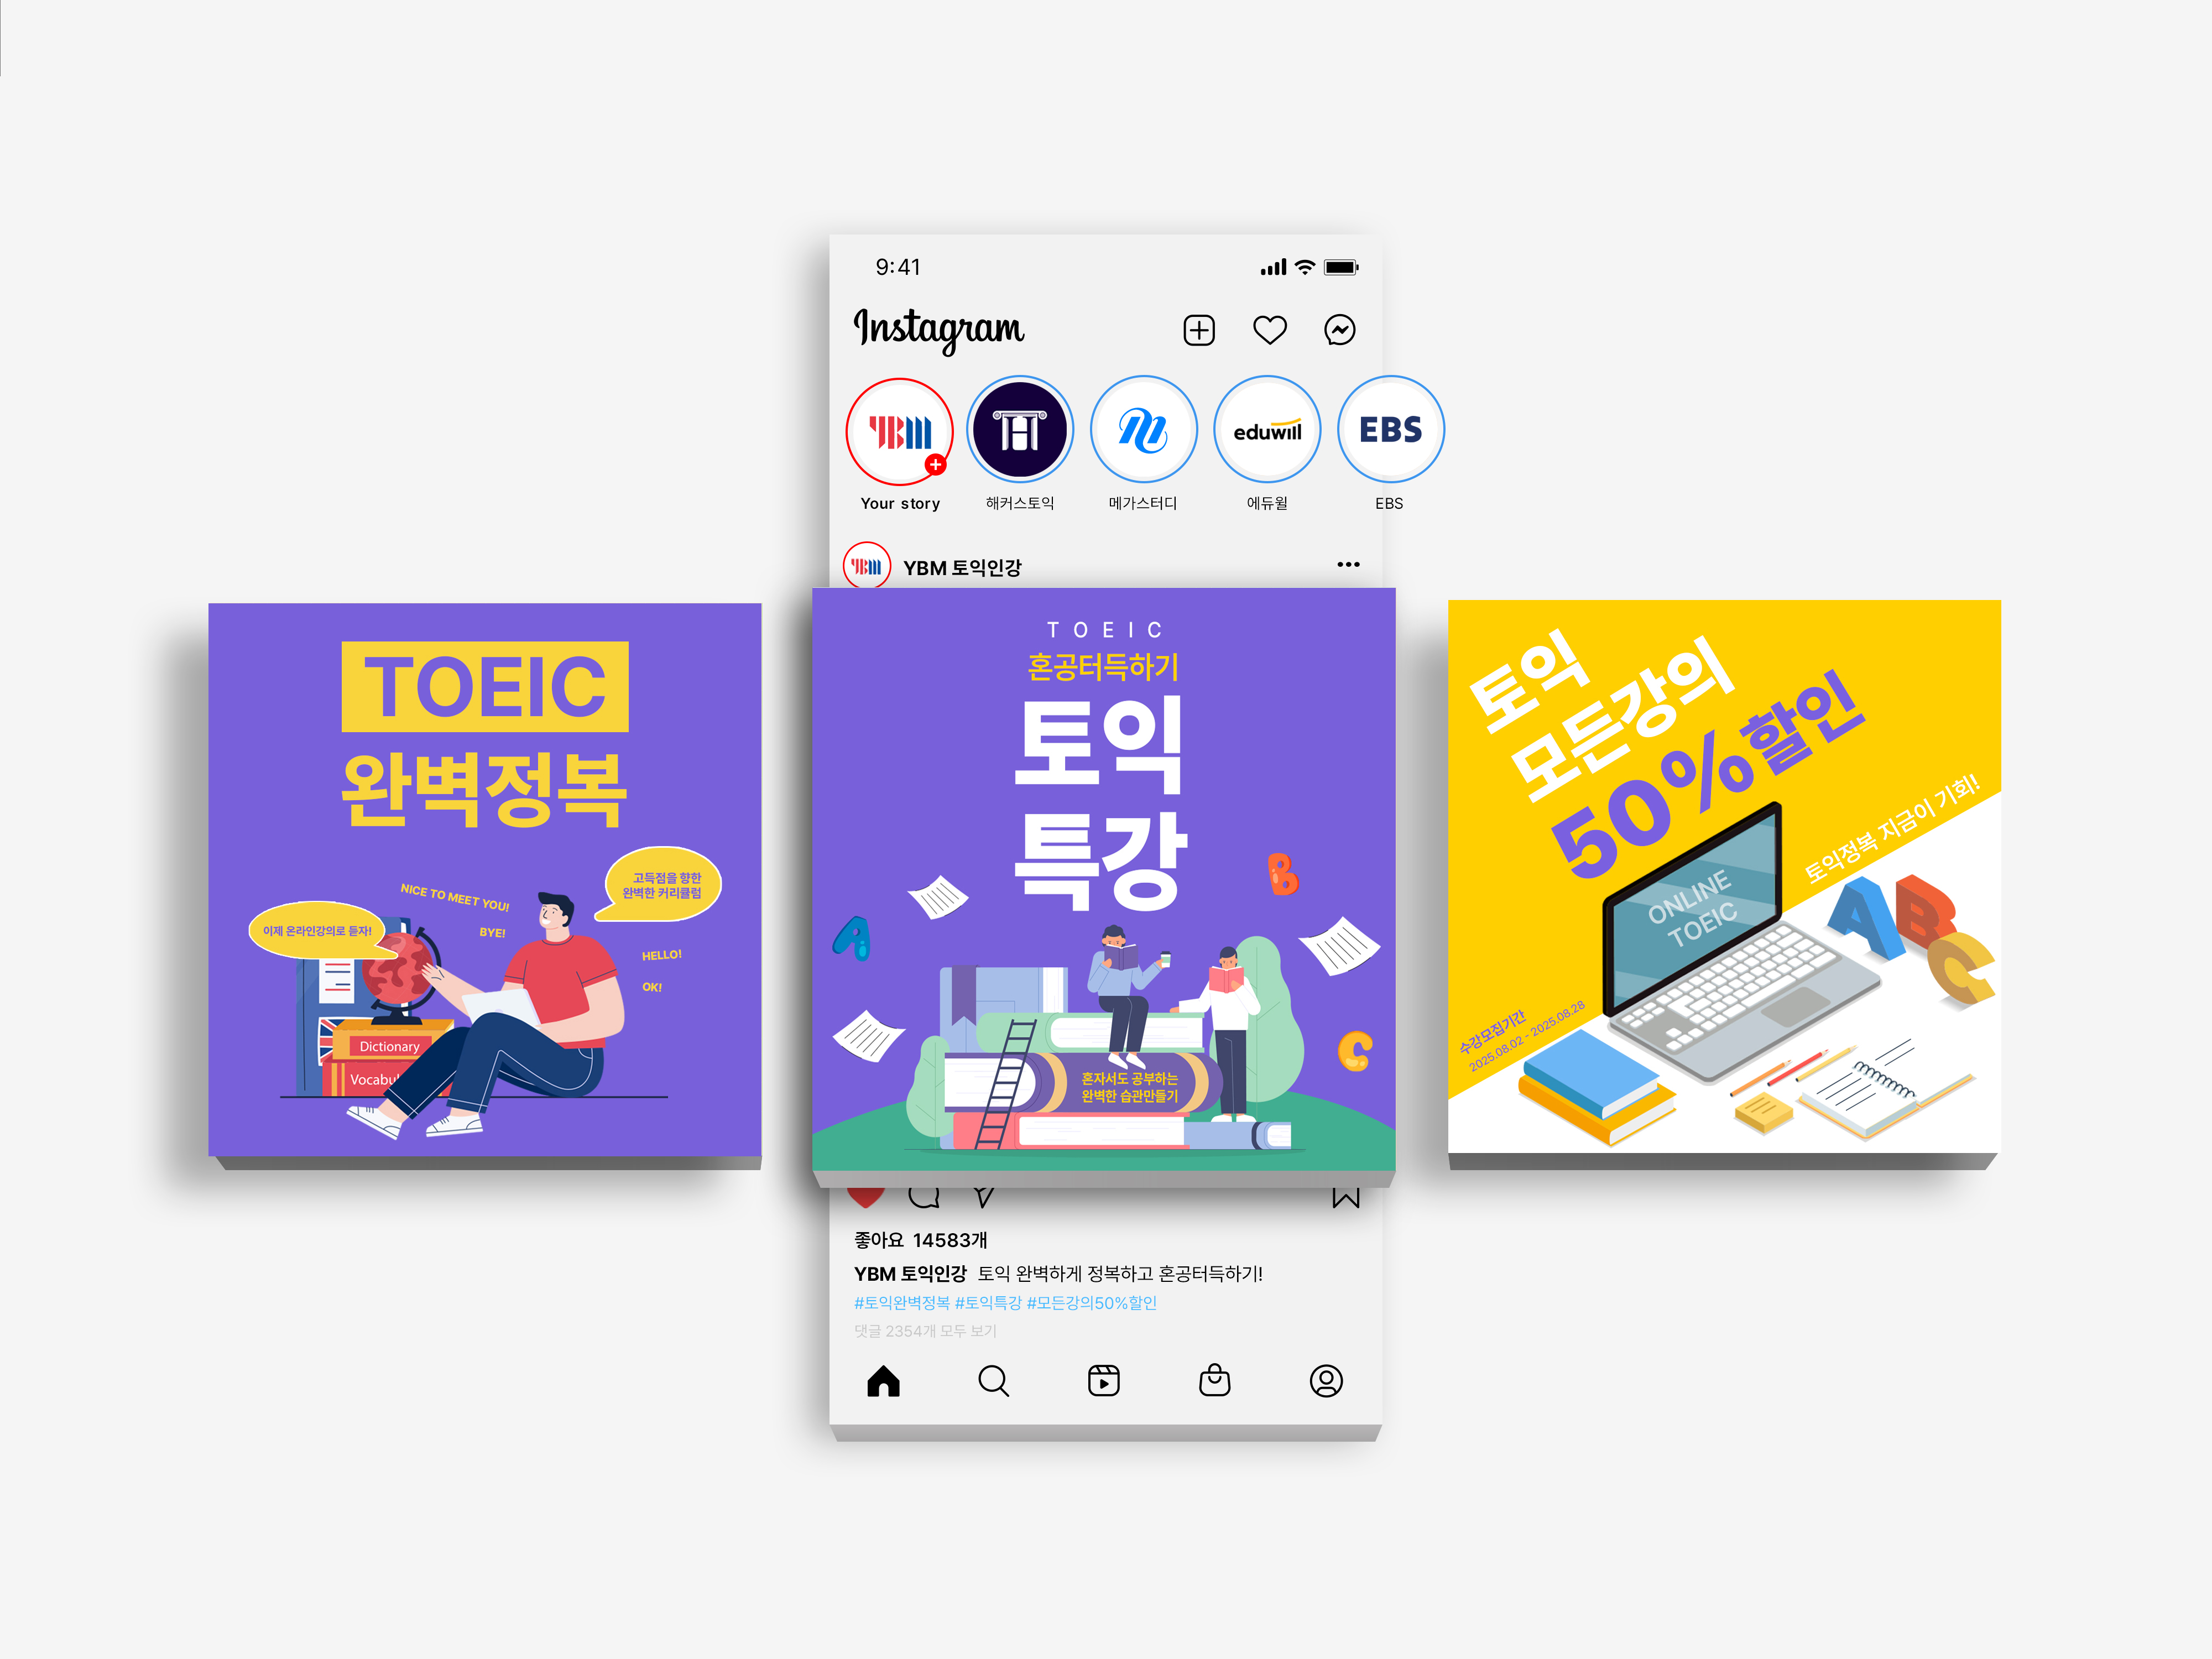 9:41
Instagram
YBM
eduwill
EBS
Your story
해커스토익
메가스터디
에듀윌
EBS
YBM
YBM 토익인강
TOEIC
완벽정복
고득점을 향한
완벽한 커리큘럼
NICE TO MEET YOU!
이제 온라인강의로 듣자!
BYE!
HELLO!
OK!
Dictionary
Vocabu
TOEIC
혼공터득하기
토익
특강
A
B
C
혼자서도 공부하는
완벽한 습관만들기
토익
모든강의
50%할인
토익정복 지금이 기회!
ONLINE
TOEIC
ABC
수강모집기간
2025.08.02 - 2025.08.28
좋아요 14583개
YBM 토익인강 토익 완벽하게 정복하고 혼공터득하기!
#토익완벽정복 #토익특강 #모든강의50%할인
댓글 2354개 모두 보기